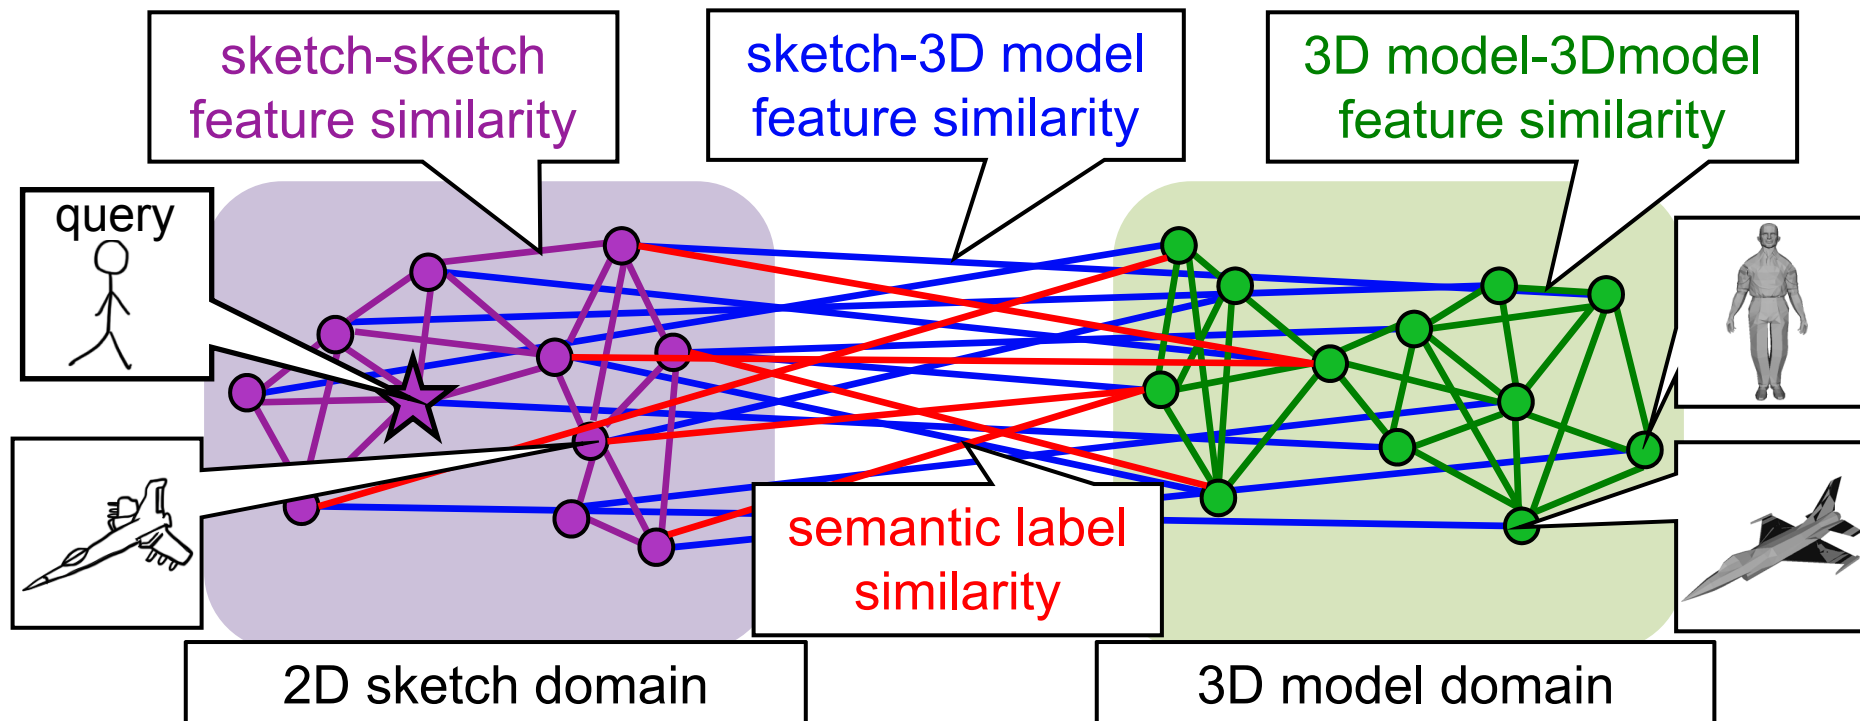 sketch-sketch
feature similarity
sketch-3D model
feature similarity
3D model-3Dmodel
feature similarity
query
semantic label
similarity
2D sketch domain
3D model domain